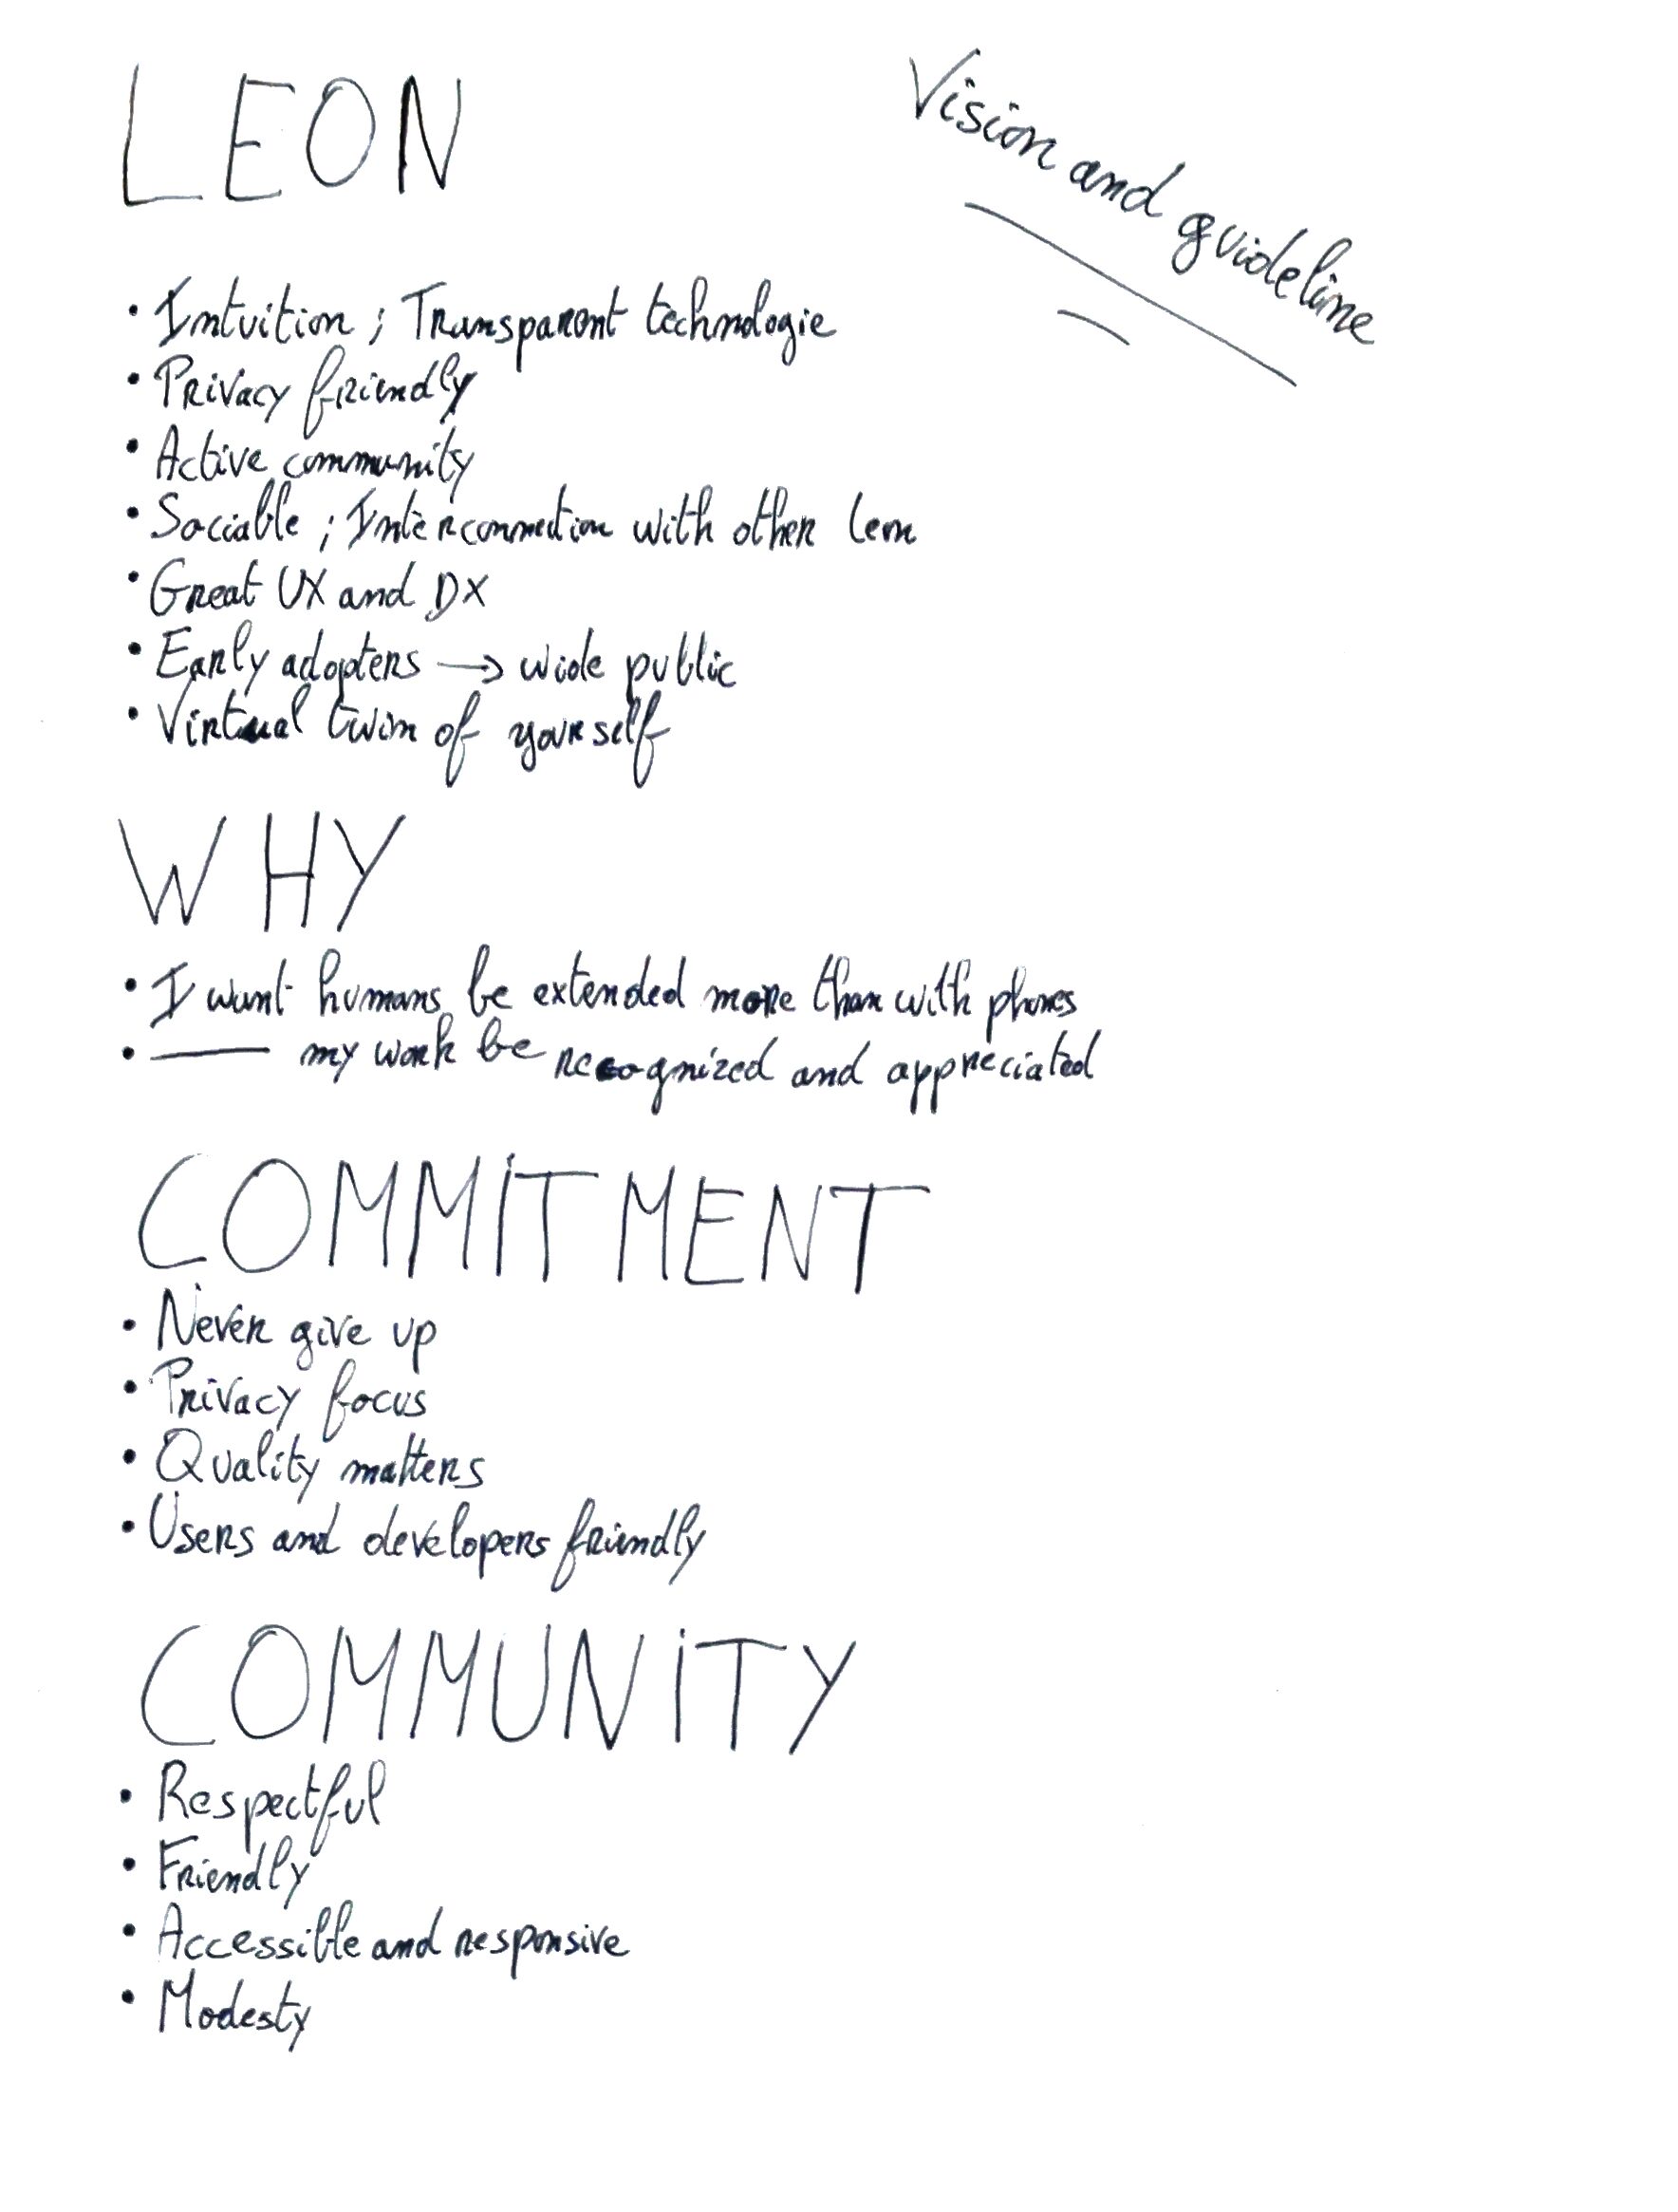 LEON
Vision and guideline
• Intuition ; Transparent technologie
• Privacy friendly
• Active community
• Sociable ; Interconnection with other Leon
• Great UX and DX
• Early adopters → wide public
• Virtual twin of yourself
WHY
• I want humans be extended more than with phones
• —— my work be recognized and appreciated
COMMITMENT
• Never give up
• Privacy focus
• Quality matters
• Users and developers friendly
COMMUNITY
• Respectful
• Friendly
• Accessible and responsive
• Modesty